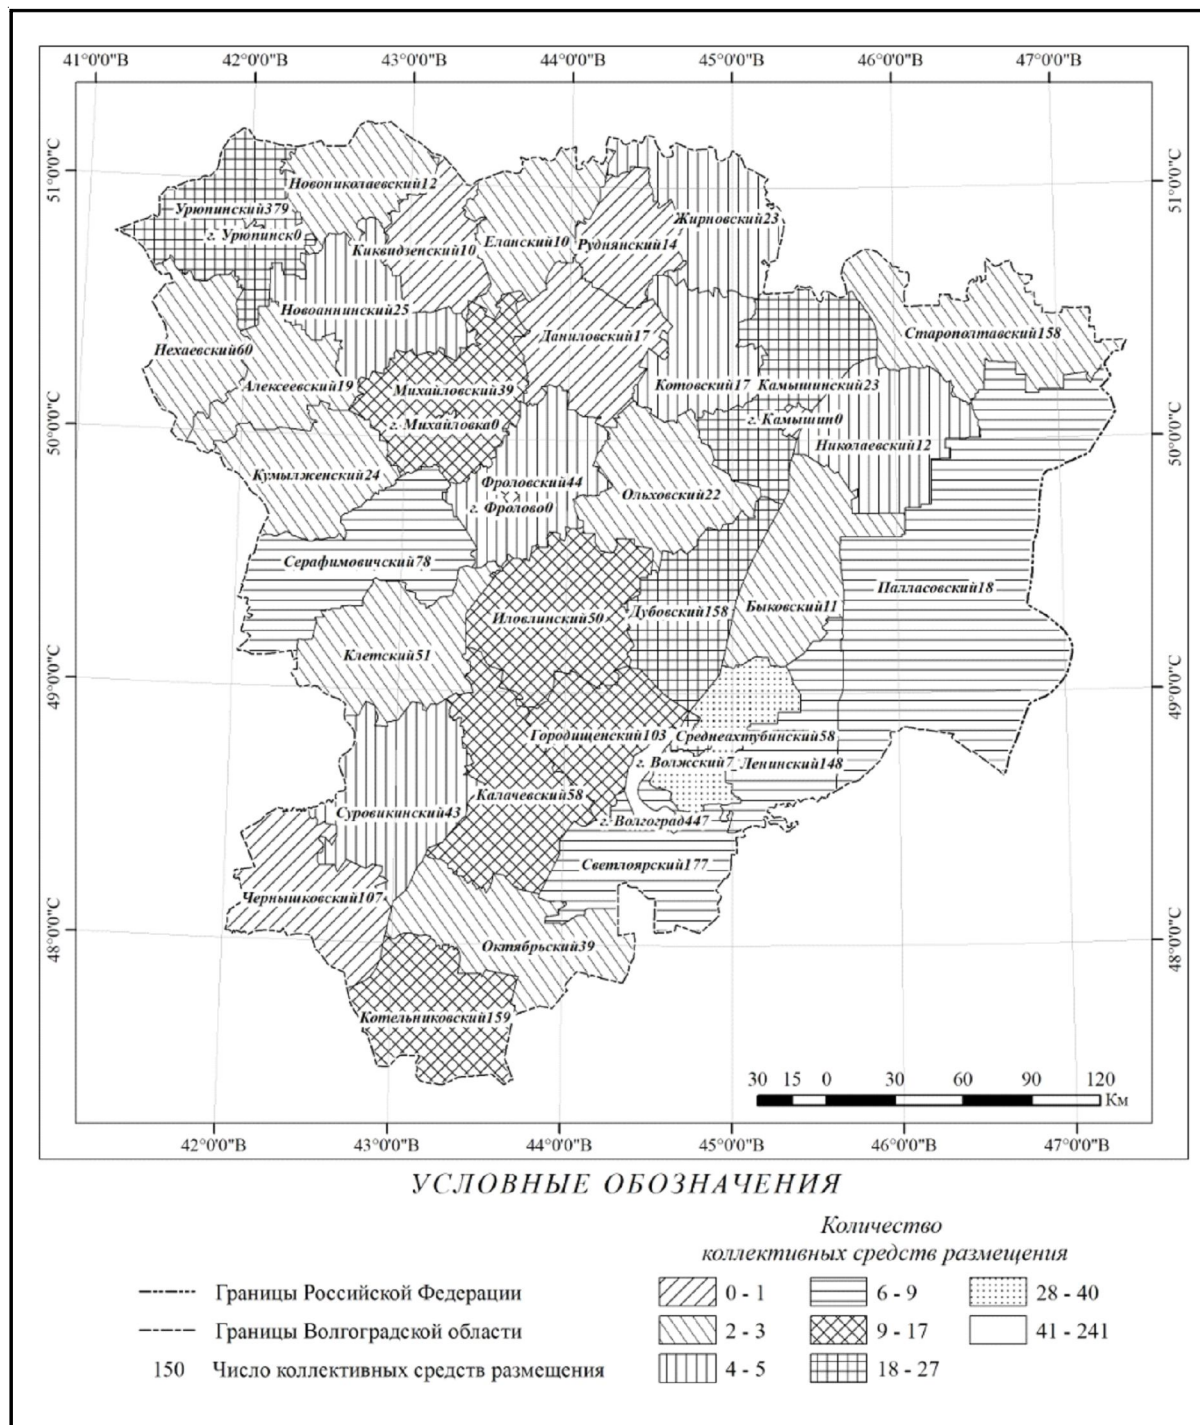 41°0'0"В 42°0'0"В 43°0'0"В 44°0'0"В 45°0'0"В 46°0'0"В 47°0'0"В
51°0'0"С
51°0'0"С
Новониколаевский12
Урюпинский379
г. Урюпинск0
Киквидзенский10
Еланский10
Руднянский14
Жирновский23
Новоаннинский25
Даниловский17
Старополтавский158
Нехаевский60
Алексеевский19
Михайловский39
Котовский17
Камышинский23
50°0'0"С
50°0'0"С
г. Михайловка0
г. Камышин0
Николаевский12
Кумылженский24
Фроловский44
г. Фролово0
Ольховский22
Серафимовичский78
Палласовский18
Иловлинский50
Дубовский158
Быковский11
Клетский51
49°0'0"С
49°0'0"С
Городищенский103
Среднеахтубинский58
г. Волжский7
Ленинский148
Калачевский58
Суровикинский43
г. Волгоград447
Светлоярский177
Чернышковский107
48°0'0"С
48°0'0"С
Октябрьский39
Котельниковский159
30 15 0 30 60 90 120
Км
42°0'0"В 43°0'0"В 44°0'0"В 45°0'0"В 46°0'0"В 47°0'0"В
УСЛОВНЫЕ ОБОЗНАЧЕНИЯ
Количество
коллективных средств размещения
Границы Российской Федерации
Границы Волгоградской области
150 Число коллективных средств размещения
0 - 1
2 - 3
4 - 5
6 - 9
9 - 17
18 - 27
28 - 40
41 - 241